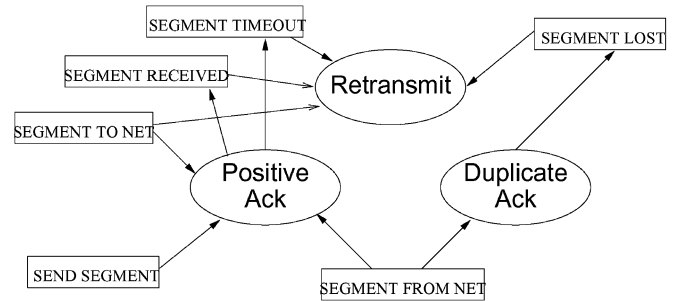 SEGMENT TIMEOUT
SEGMENT LOST
SEGMENT RECEIVED
Retransmit
SEGMENT TO NET
Positive
Ack
Duplicate
Ack
SEND SEGMENT
SEGMENT FROM NET